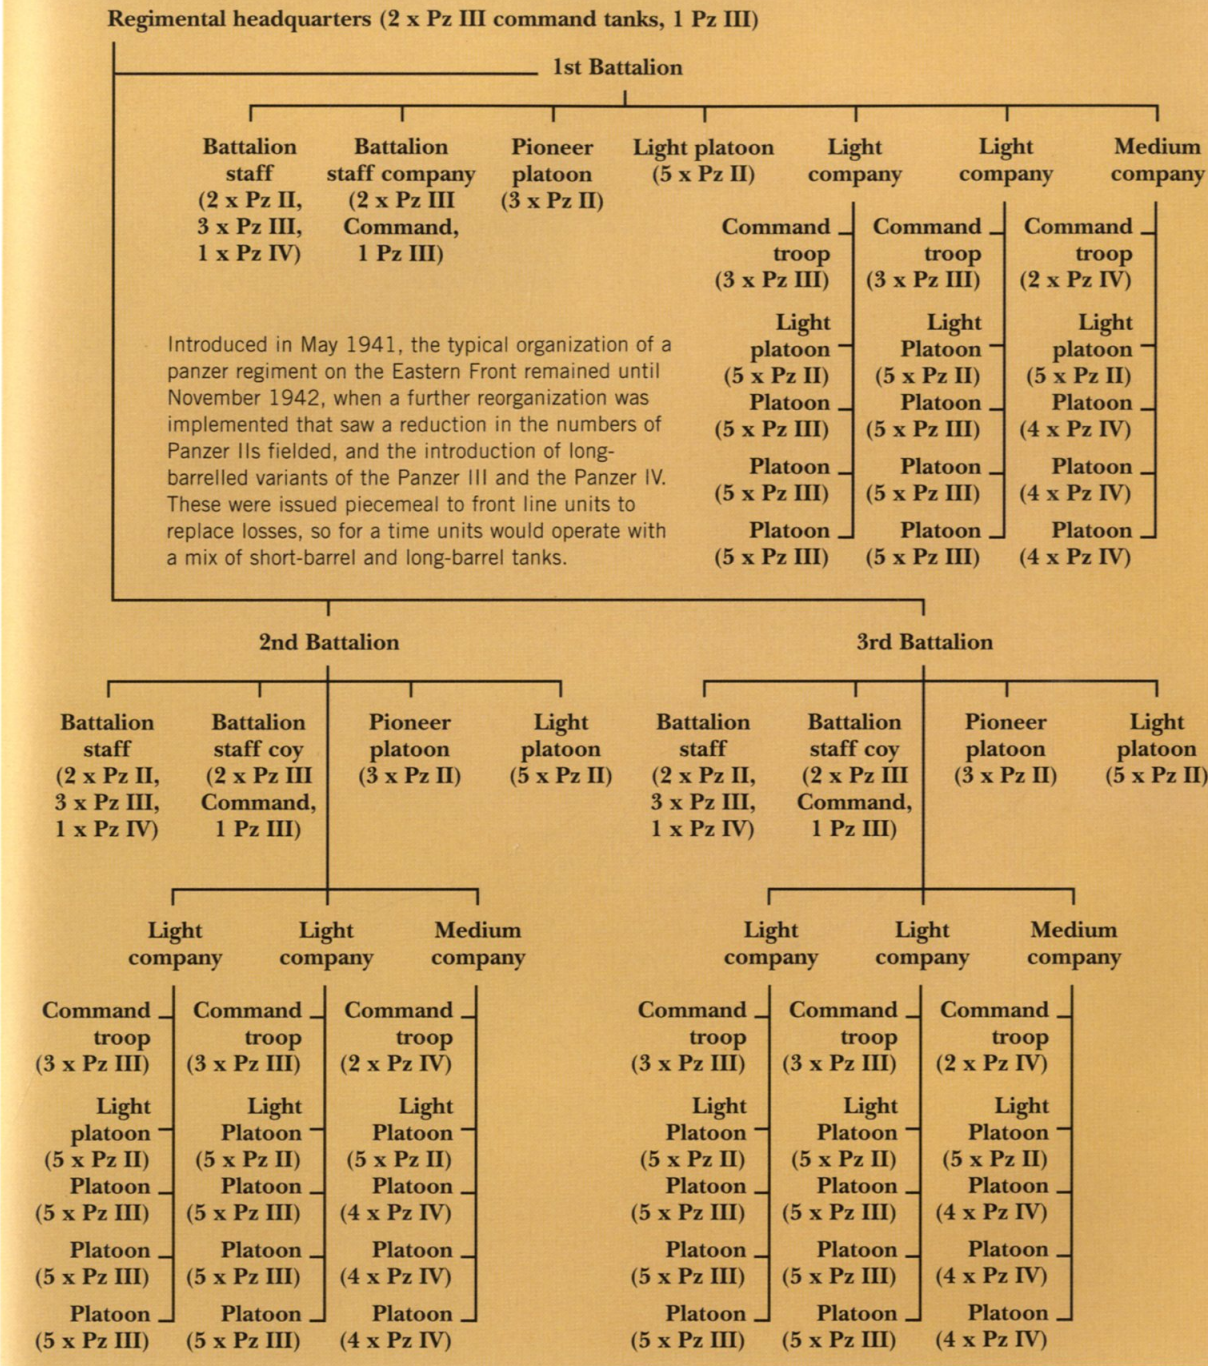 Regimental headquarters (2 x Pz III command tanks, 1 Pz III)
1st Battalion
Battalion
staff
(2 x Pz II,
3 x Pz III,
1 x Pz IV)
Battalion
staff company
(2 x Pz III
Command,
1 Pz III)
Pioneer
platoon
(3 x Pz II)
Light platoon
(5 x Pz II)
Light
company
Command
troop
(3 x Pz III)
Light
platoon
(5 x Pz II)
Platoon
(5 x Pz III)
Platoon
(5 x Pz III)
Platoon
(5 x Pz III)
Light
company
Command
troop
(3 x Pz III)
Light
Platoon
(5 x Pz II)
Platoon
(5 x Pz III)
Platoon
(5 x Pz III)
Platoon
(5 x Pz III)
Medium
company
Command
troop
(2 x Pz IV)
Light
platoon
(5 x Pz II)
Platoon
(4 x Pz IV)
Platoon
(4 x Pz IV)
Platoon
(4 x Pz IV)
Introduced in May 1941, the typical organization of a
panzer regiment on the Eastern Front remained until
November 1942, when a further reorganization was
implemented that saw a reduction in the numbers of
Panzer IIs fielded, and the introduction of long-
barrelled variants of the Panzer III and the Panzer IV.
These were issued piecemeal to front line units to
replace losses, so for a time units would operate with
a mix of short-barrel and long-barrel tanks.
2nd Battalion
Battalion
staff
(2 x Pz II,
3 x Pz III,
1 x Pz IV)
Battalion
staff coy
(2 x Pz III
Command,
1 Pz III)
Pioneer
platoon
(3 x Pz II)
Light
platoon
(5 x Pz II)
Light
company
Command
troop
(3 x Pz III)
Light
platoon
(5 x Pz II)
Platoon
(5 x Pz III)
Platoon
(5 x Pz III)
Platoon
(5 x Pz III)
Light
company
Command
troop
(3 x Pz III)
Light
Platoon
(5 x Pz II)
Platoon
(5 x Pz III)
Platoon
(5 x Pz III)
Platoon
(5 x Pz III)
Medium
company
Command
troop
(2 x Pz IV)
Light
Platoon
(5 x Pz II)
Platoon
(4 x Pz IV)
Platoon
(4 x Pz IV)
Platoon
(4 x Pz IV)
3rd Battalion
Battalion
staff
(2 x Pz II,
3 x Pz III,
1 x Pz IV)
Battalion
staff coy
(2 x Pz III
Command,
1 Pz III)
Pioneer
platoon
(3 x Pz II)
Light
platoon
(5 x Pz II)
Light
company
Command
troop
(3 x Pz III)
Light
Platoon
(5 x Pz II)
Platoon
(5 x Pz III)
Platoon
(5 x Pz III)
Platoon
(5 x Pz III)
Light
company
Command
troop
(3 x Pz III)
Light
Platoon
(5 x Pz II)
Platoon
(5 x Pz III)
Platoon
(5 x Pz III)
Platoon
(5 x Pz III)
Medium
company
Command
troop
(2 x Pz IV)
Light
Platoon
(5 x Pz II)
Platoon
(4 x Pz IV)
Platoon
(4 x Pz IV)
Platoon
(4 x Pz IV)